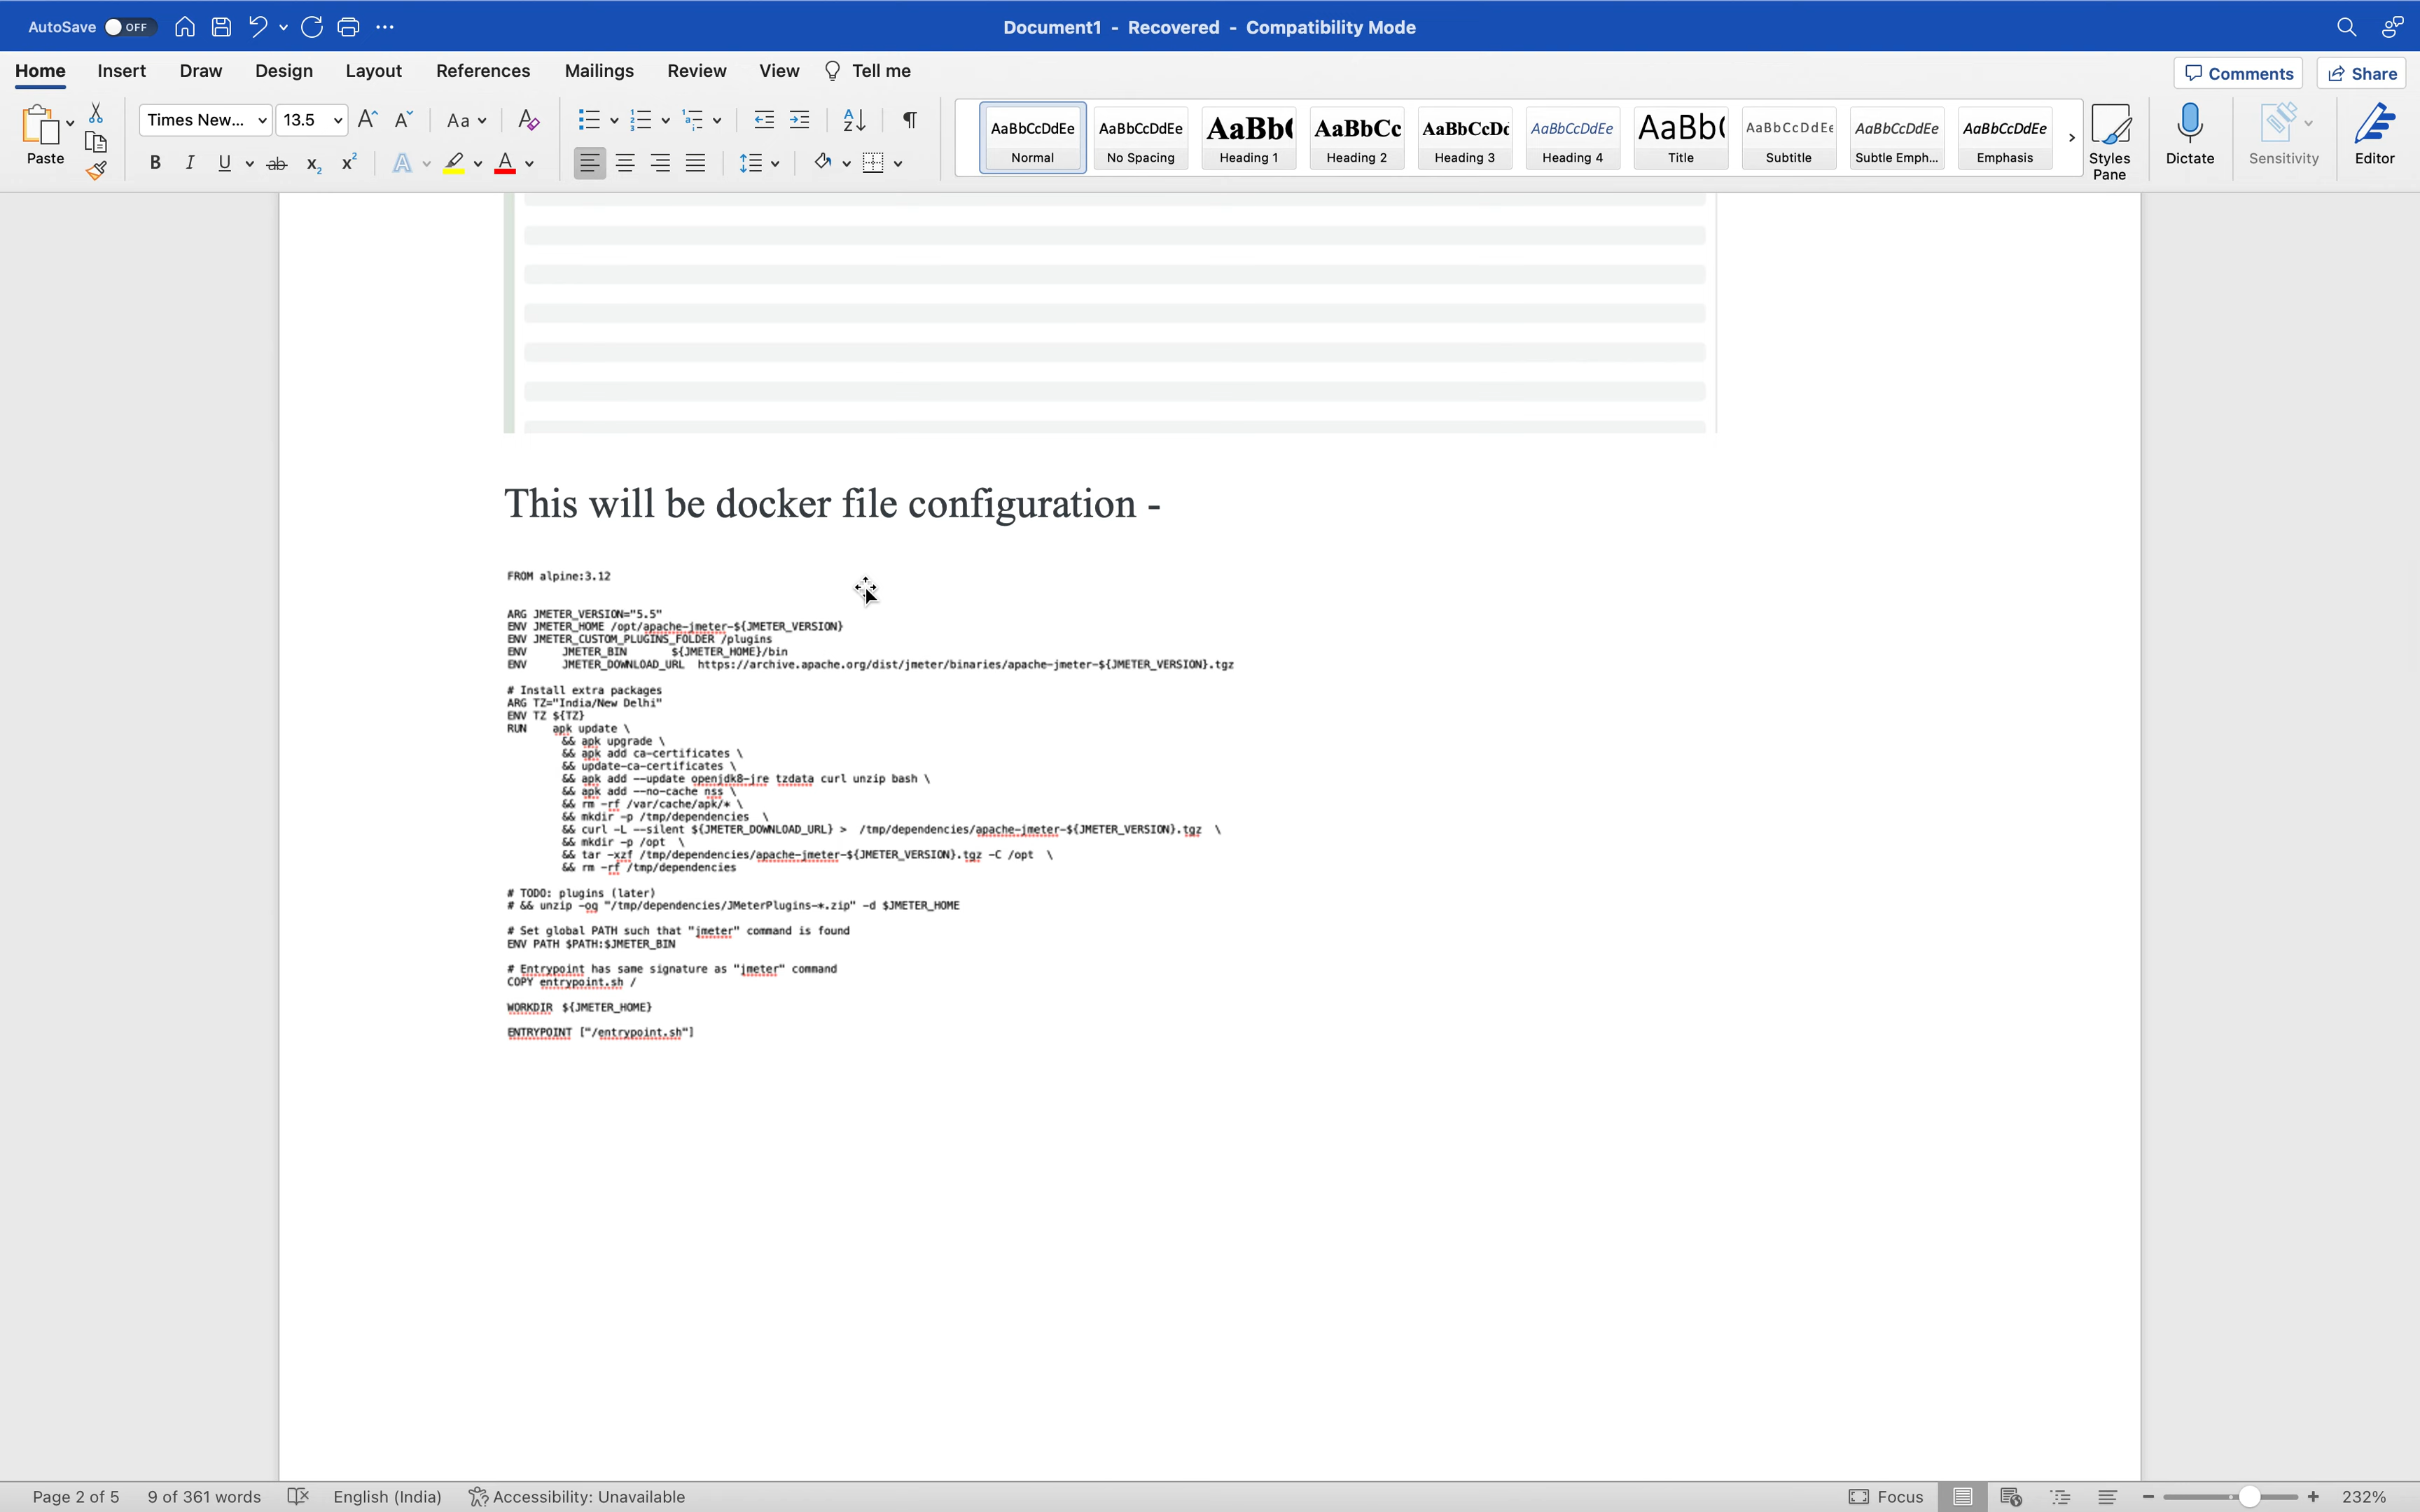 AutoSave OFF
Document1 - Recovered - Compatibility Mode
Home Insert Draw Design Layout References Mailings Review View Tell me
Comments Share
Paste
Times New... 13.5
AaBbCcDdEe Normal
AaBbCcDdEe No Spacing
AaBb( Heading 1
AaBbCc Heading 2
AaBbCcDd Heading 3
AaBbCcDdEe Heading 4
AaBb( Title
AaBbCcDdEe Subtitle
AaBbCcDdEe Subtle Emph...
AaBbCcDdEe Emphasis
Styles Pane
Dictate
Sensitivity
Editor
This will be docker file configuration -
FROM alpine:3.12
ARG JMETER_VERSION="5.5"
ENV JMETER_HOME /opt/apache-jmeter-${JMETER_VERSION}
ENV JMETER_CUSTOM_PLUGINS_FOLDER /plugins
ENV JMETER_BIN ${JMETER_HOME}/bin
ENV JMETER_DOWNLOAD_URL https://archive.apache.org/dist/jmeter/binaries/apache-jmeter-${JMETER_VERSION}.tgz
# Install extra packages
ARG TZ="India/New Delhi"
ENV TZ ${TZ}
RUN apk update \
&& apk upgrade \
&& apk add ca-certificates \
&& update-ca-certificates \
&& apk add --update openjdk8-jre tzdata curl unzip bash \
&& apk add --no-cache nss \
&& rm -rf /var/cache/apk/* \
&& mkdir -p /tmp/dependencies \
&& curl -L --silent ${JMETER_DOWNLOAD_URL} > /tmp/dependencies/apache-jmeter-${JMETER_VERSION}.tgz \
&& mkdir -p /opt \
&& tar -xzf /tmp/dependencies/apache-jmeter-${JMETER_VERSION}.tgz -C /opt \
&& rm -rf /tmp/dependencies
# TODO: plugins (later)
# && unzip -oq "/tmp/dependencies/JMeterPlugins-*.zip" -d $JMETER_HOME
# Set global PATH such that "jmeter" command is found
ENV PATH $PATH:$JMETER_BIN
# Entrypoint has same signature as "jmeter" command
COPY entrypoint.sh /
WORKDIR ${JMETER_HOME}
ENTRYPOINT ["/entrypoint.sh"]
Page 2 of 5 9 of 361 words English (India) Accessibility: Unavailable Focus 232%